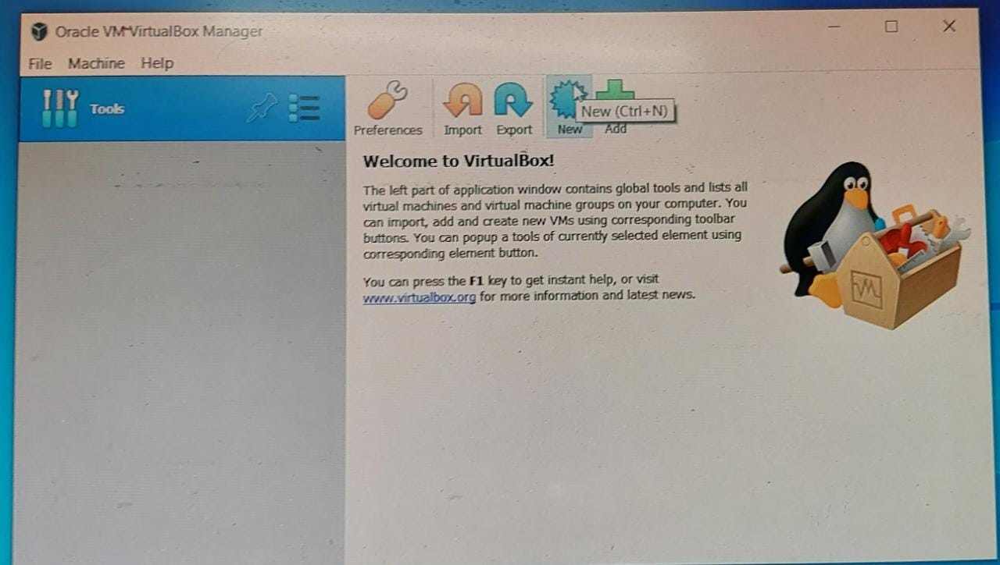 Oracle VM VirtualBox Manager
File Machine Help
Tools
Preferences Import Export New Add
New (Ctrl+N)
Welcome to VirtualBox!
The left part of application window contains global tools and lists all
virtual machines and virtual machine groups on your computer. You
can import, add and create new VMs using corresponding toolbar
buttons. You can popup a tools of currently selected element using
corresponding element button.
You can press the F1 key to get instant help, or visit
www.virtualbox.org for more information and latest news.